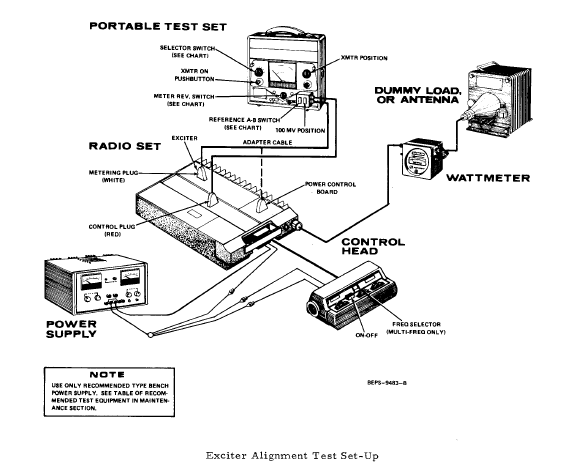 PORTABLE TEST SET
SELECTOR SWITCH
(SEE CHART)
XMTR ON
PUSHBUTTON
METER REV. SWITCH
(SEE CHART)
XMTR POSITION
REFERENCE A-B SWITCH
(SEE CHART)
100 MV POSITION
DUMMY LOAD,
OR ANTENNA
WATTMETER
RADIO SET
EXCITER
ADAPTER CABLE
METERING PLUG
(WHITE)
POWER CONTROL
BOARD
CONTROL PLUG
(RED)
CONTROL
HEAD
FREQ SELECTOR
(MULTI-FREQ ONLY)
ON-OFF
POWER
SUPPLY
NOTE
USE ONLY RECOMMENDED TYPE BENCH
POWER SUPPLY. SEE TABLE OF RECOM-
MENDED TEST EQUIPMENT IN MAINTEN-
ANCE SECTION.
BEPS-9483-B
Exciter Alignment Test Set-Up